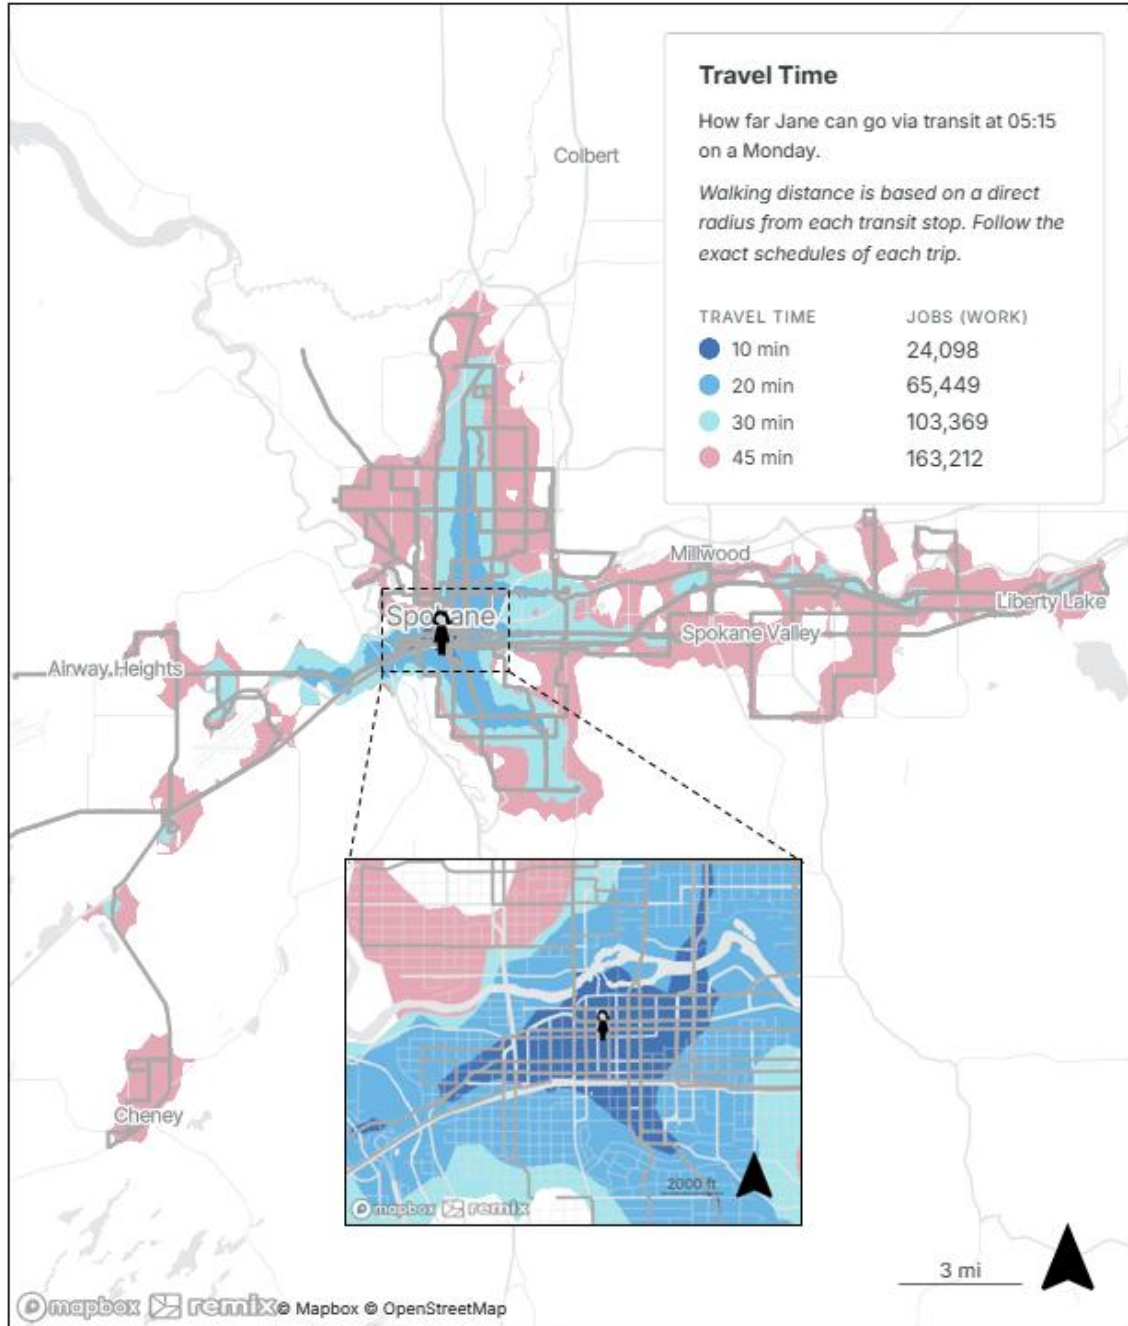 Travel Time
How far Jane can go via transit at 05:15
on a Monday.
Walking distance is based on a direct
radius from each transit stop. Follow the
exact schedules of each trip.
TRAVEL TIME JOBS (WORK)
10 min 24,098
20 min 65,449
30 min 103,369
45 min 163,212
Colbert
Millwood
Liberty Lake
Spokane
Spokane Valley
Airway Heights
Cheney
2000 ft
mapbox remix
3 mi
mapbox remix © Mapbox © OpenStreetMap